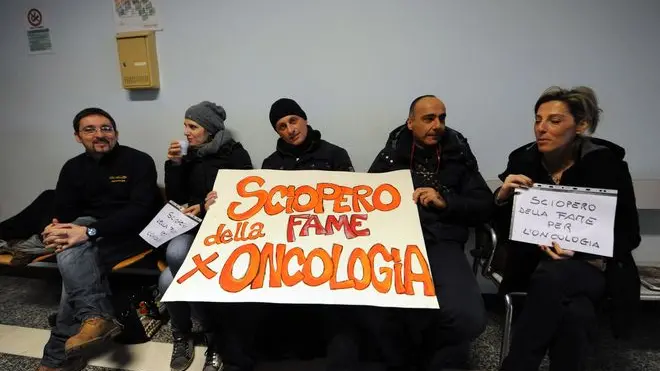 SCIOPERO
della FAME
x ONCOLOGIA
SCIOPERO
DELLA FAME
PER
L'ONCOLOGIA